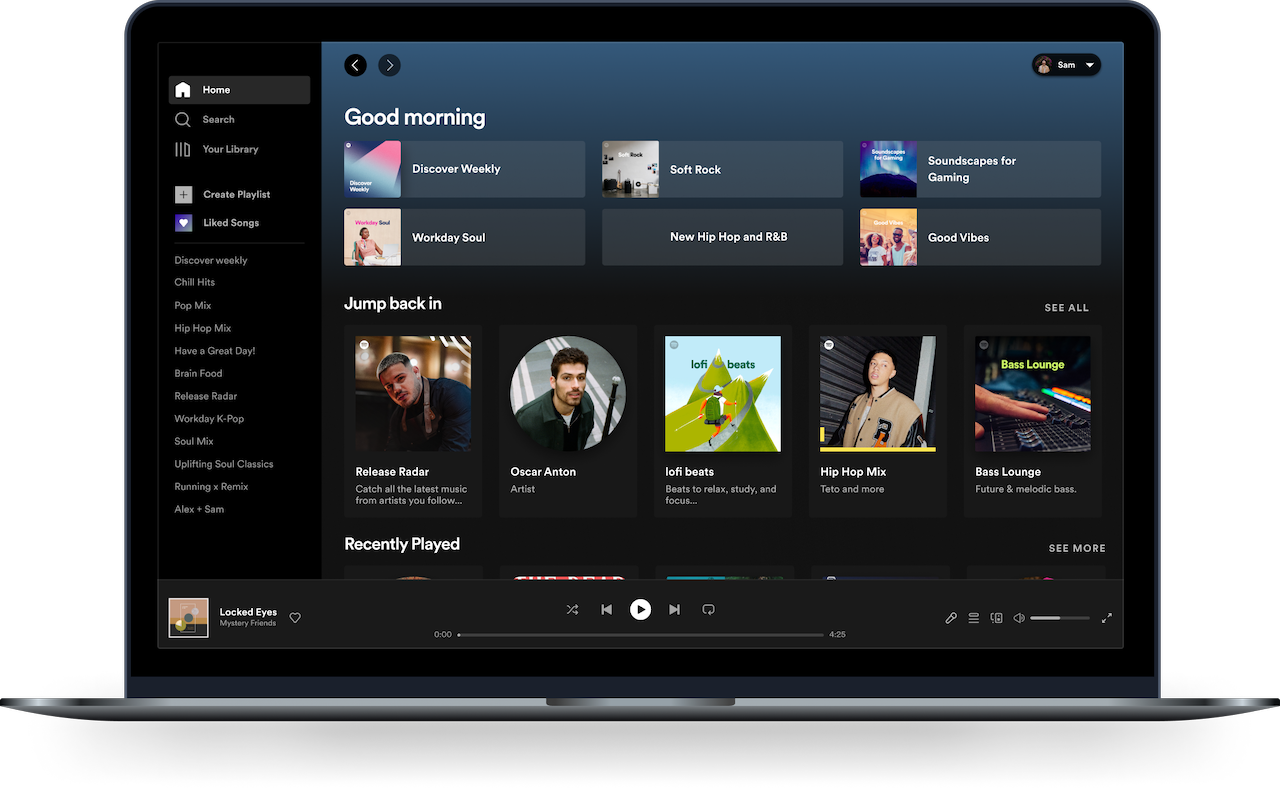 Home
Search
Your Library
Create Playlist
Liked Songs
Discover weekly
Chill Hits
Pop Mix
Hip Hop Mix
Have a Great Day!
Brain Food
Release Radar
Workday K-Pop
Soul Mix
Uplifting Soul Classics
Running x Remix
Alex + Sam
Sam
Good morning
Discover
Weekly
Discover Weekly
Soft Rock
Soft Rock
Soundscapes
for Gaming
Soundscapes for
Gaming
Workday Soul
Workday Soul
New Hip Hop and R&B
Good Vibes
Good Vibes
Jump back in
SEE ALL
Release Radar
Catch all the latest music
from artists you follow...
Oscar Anton
Artist
lofi beats
lofi beats
Beats to relax, study, and
focus...
Hip Hop Mix
Teto and more
Bass Lounge
Bass Lounge
Future & melodic bass.
Recently Played
SEE MORE
Locked Eyes
Mystery Friends
0:00
4:25